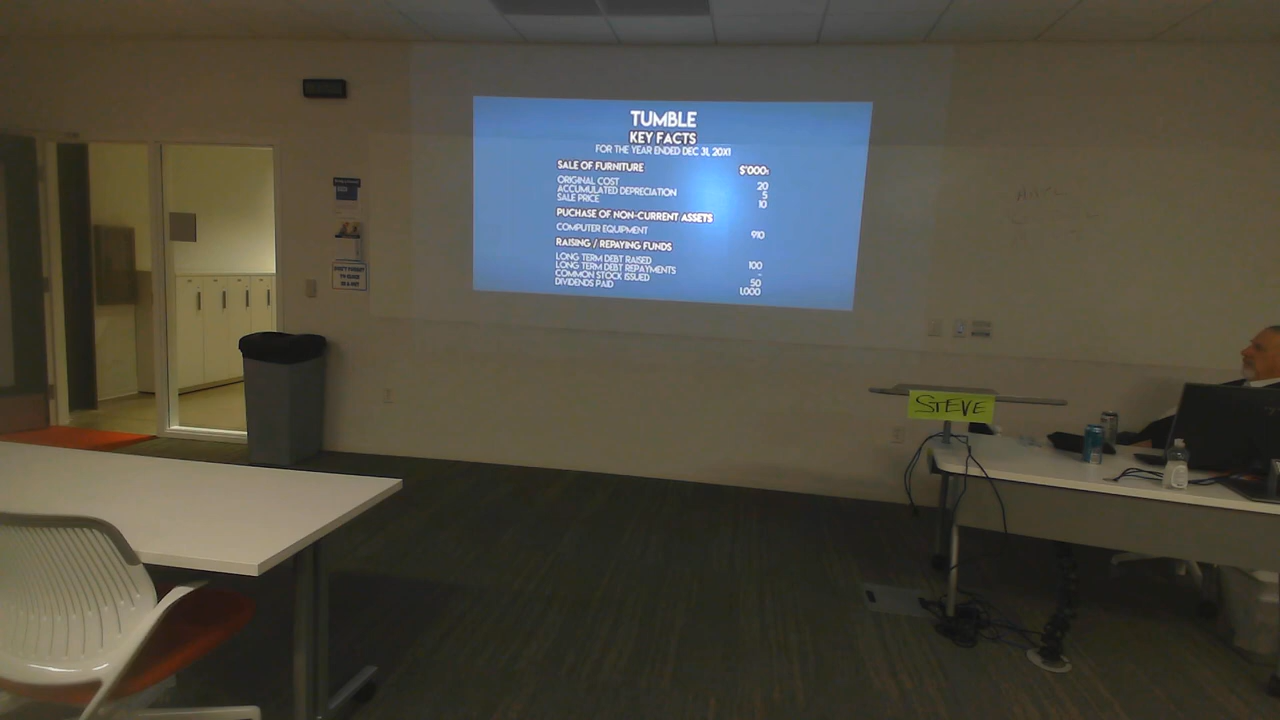 TUMBLE
KEY FACTS
FOR THE YEAR ENDED DEC 31, 20X1
SALE OF FURNITURE $'000s
ORIGINAL COST 20
ACCUMULATED DEPRECIATION 5
SALE PRICE 10
PUCHASE OF NON-CURRENT ASSETS
COMPUTER EQUIPMENT 910
RAISING / REPAYING FUNDS
LONG TERM DEBT RAISED 100
LONG TERM DEBT REPAYMENTS -
COMMON STOCK ISSUED 50
DIVIDENDS PAID 1,000
DON'T FORGET
STEVE